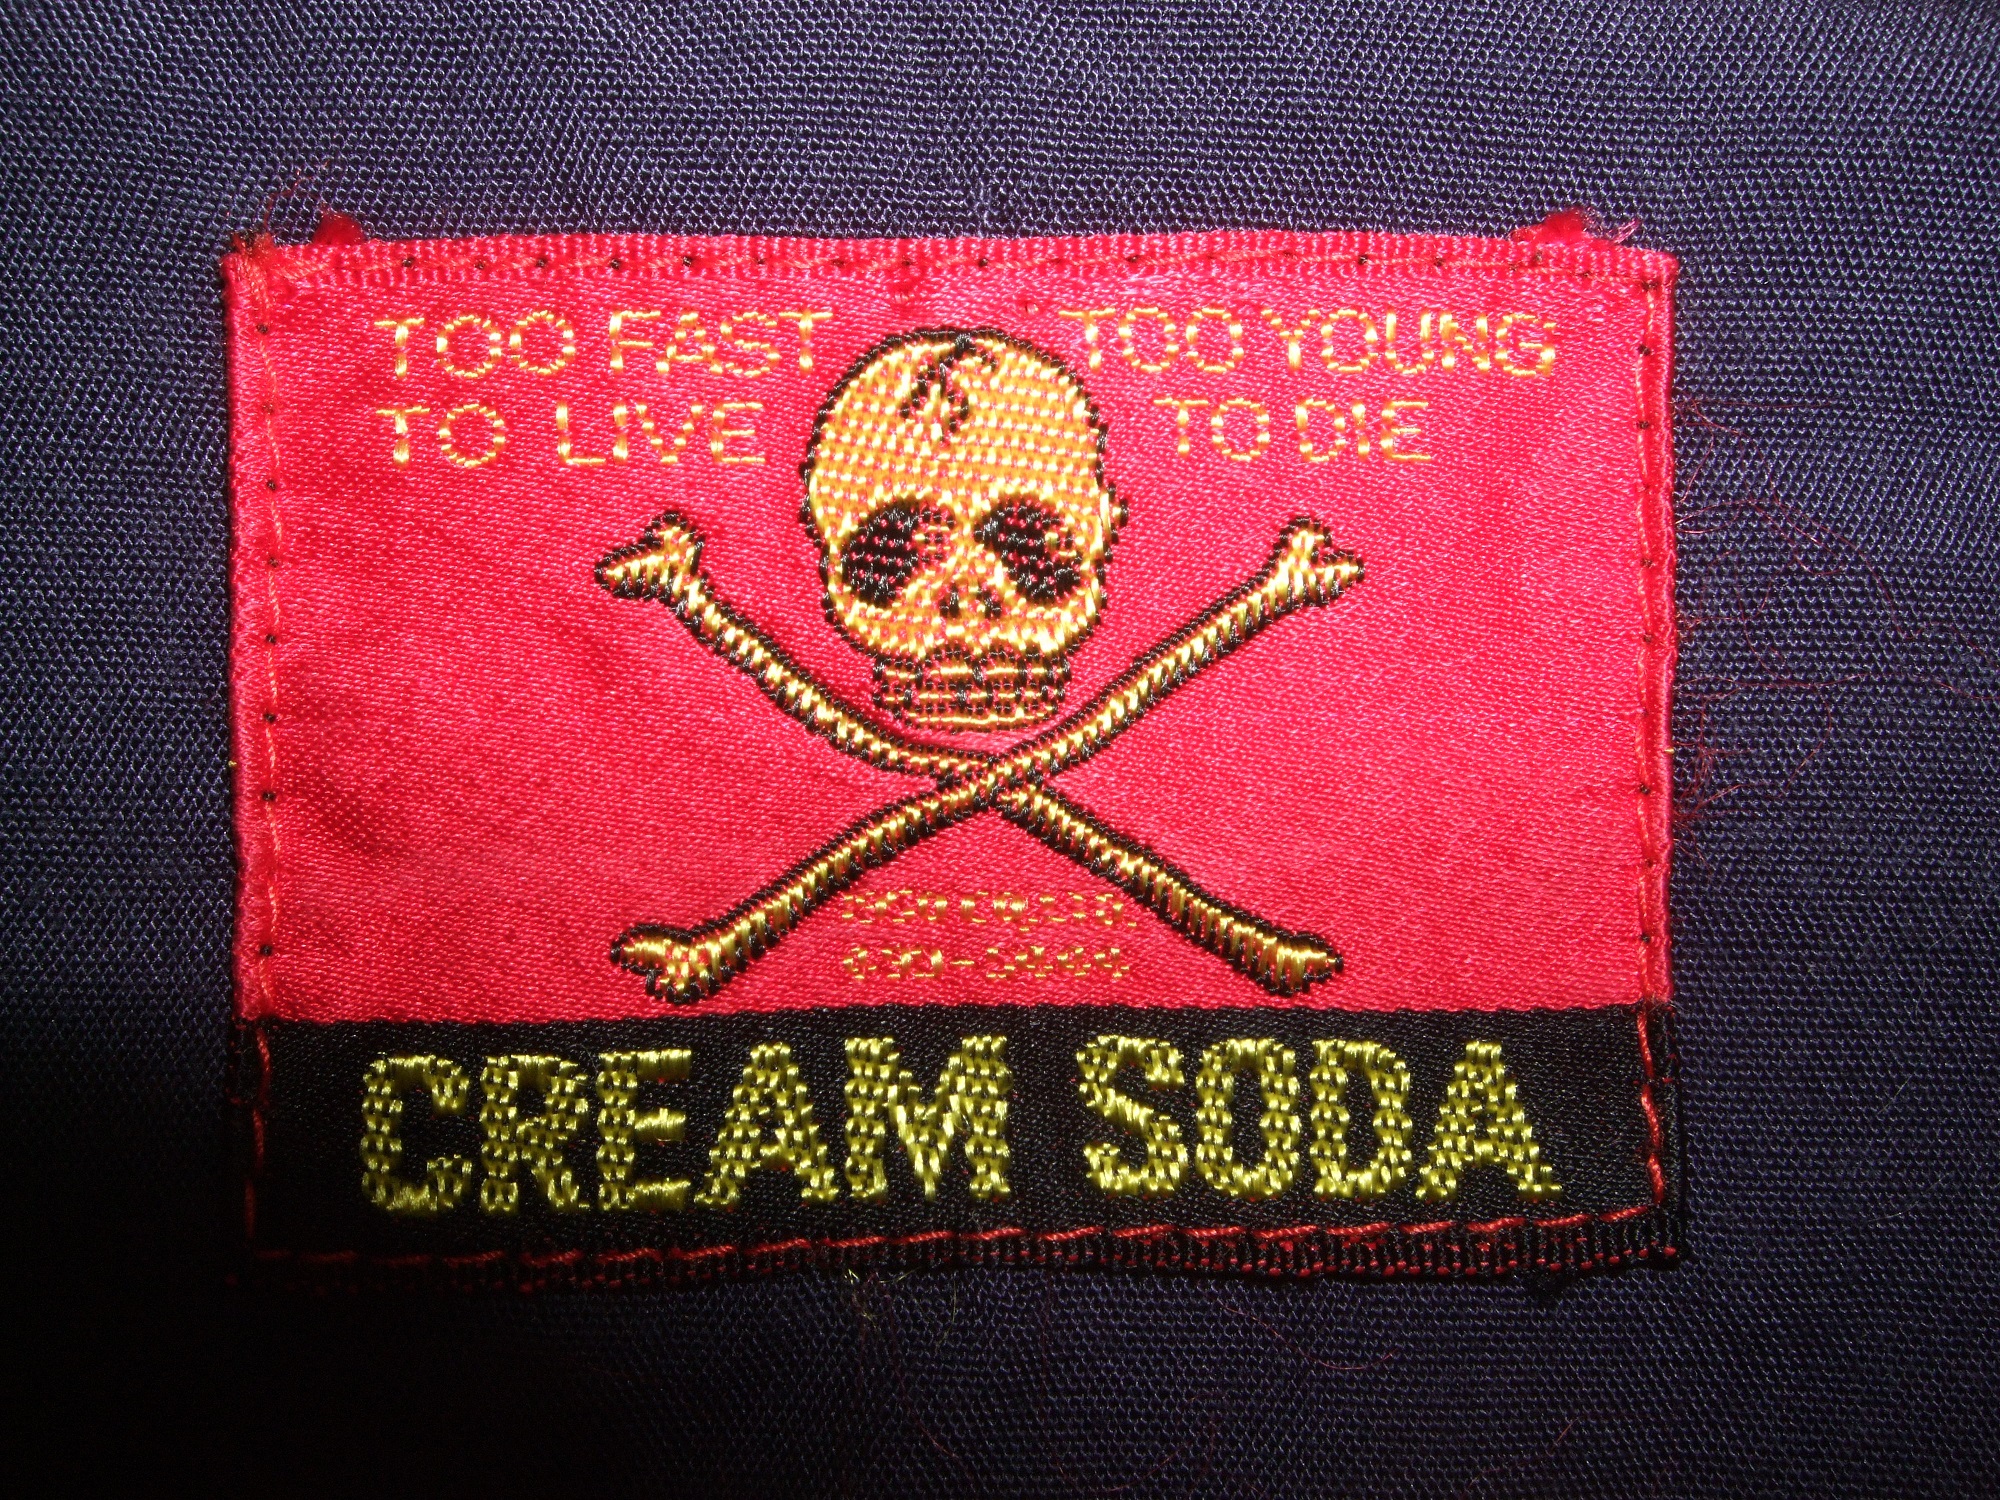 TOO FAST
TO LIVE
TOO YOUNG
TO DIE
CREAM SODA